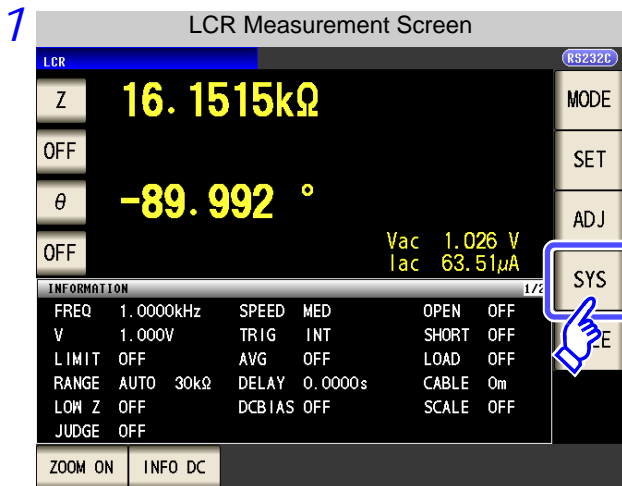 1
LCR Measurement Screen
LCR
RS232C
Z 16.1515kΩ
MODE
OFF
SET
θ -89.992 °
ADJ
OFF
Vac 1.026 V
Iac 63.51μA
SYS
INFORMATION 1/2
FREQ 1.0000kHz SPEED MED OPEN OFF
V 1.000V TRIG INT SHORT OFF
LIMIT OFF AVG OFF LOAD OFF
RANGE AUTO 30kΩ DELAY 0.0000s CABLE 0m
LOW Z OFF DCBIAS OFF SCALE OFF
JUDGE OFF
ZOOM ON INFO DC